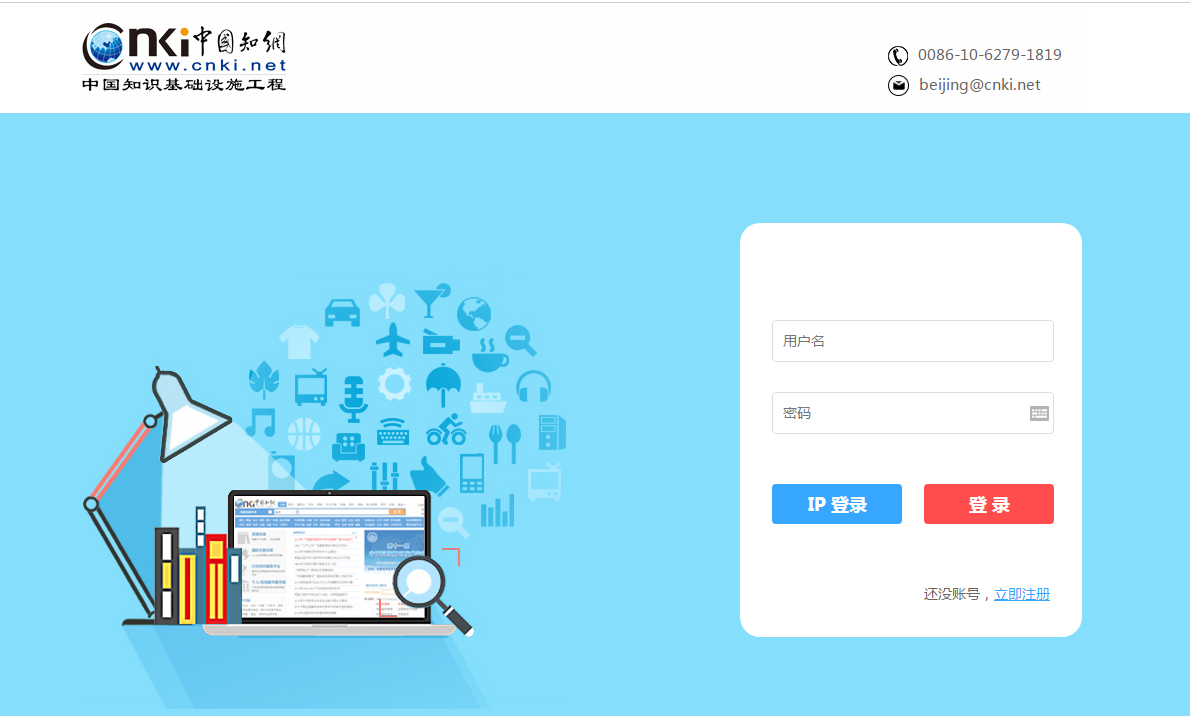 cnki中国知网
www.cnki.net
中国知识基础设施工程
0086-10-6279-1819
beijing@cnki.net
用户名
密码
IP 登录
登 录
还没账号，立即注册